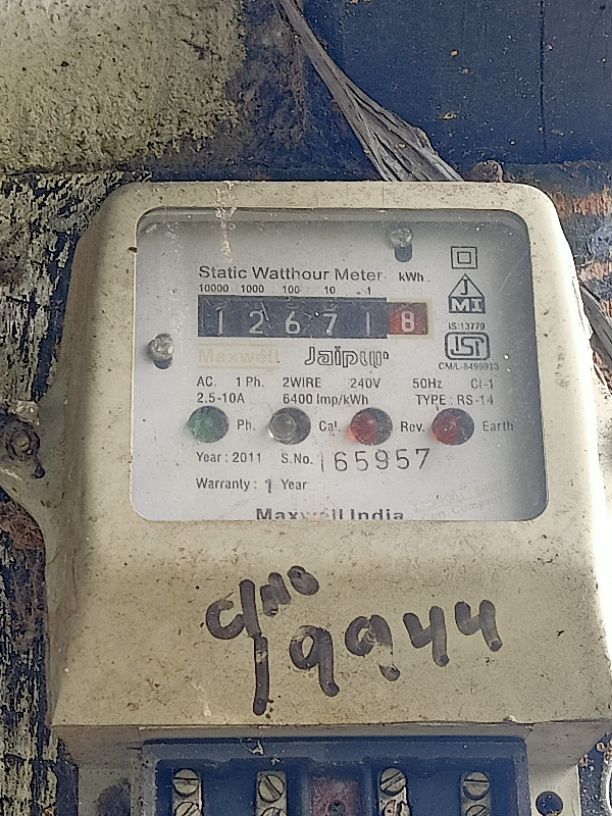 Static Watthour Meter kWh
10000 1000 100 10 1
1 2 6 7 1 8
Maxwell Jaipur
J
MI
IS:13779
ISI
CM/L-8499913
AC. 1 Ph. 2WIRE 240V 50Hz Cl-1
2.5-10A 6400 Imp/kWh TYPE: RS-14
Ph. Cal. Rev. Earth
Year : 2011 S.No. 165957
Warranty : 1 Year
Maxwell India